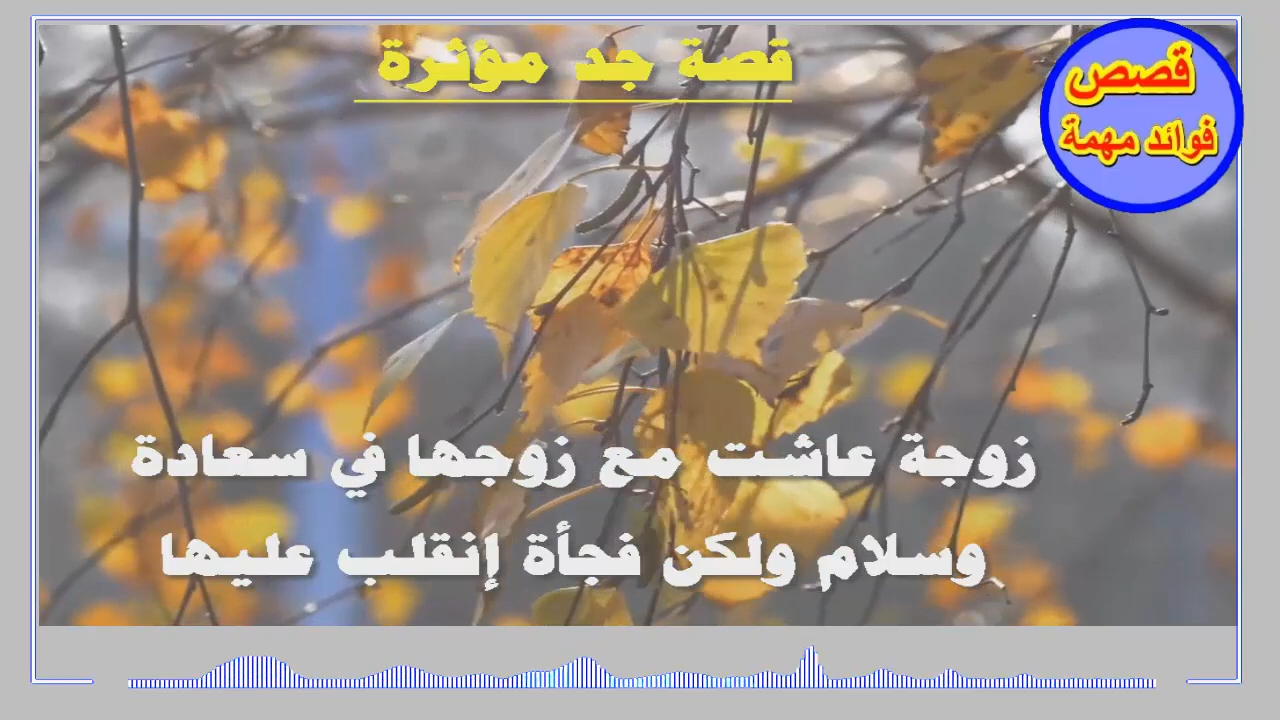 قصة جد مؤثرة
قصص
فوائد مهمة
زوجة عاشت مع زوجها في سعادة
وسلام ولكن فجأة إنقلب عليها